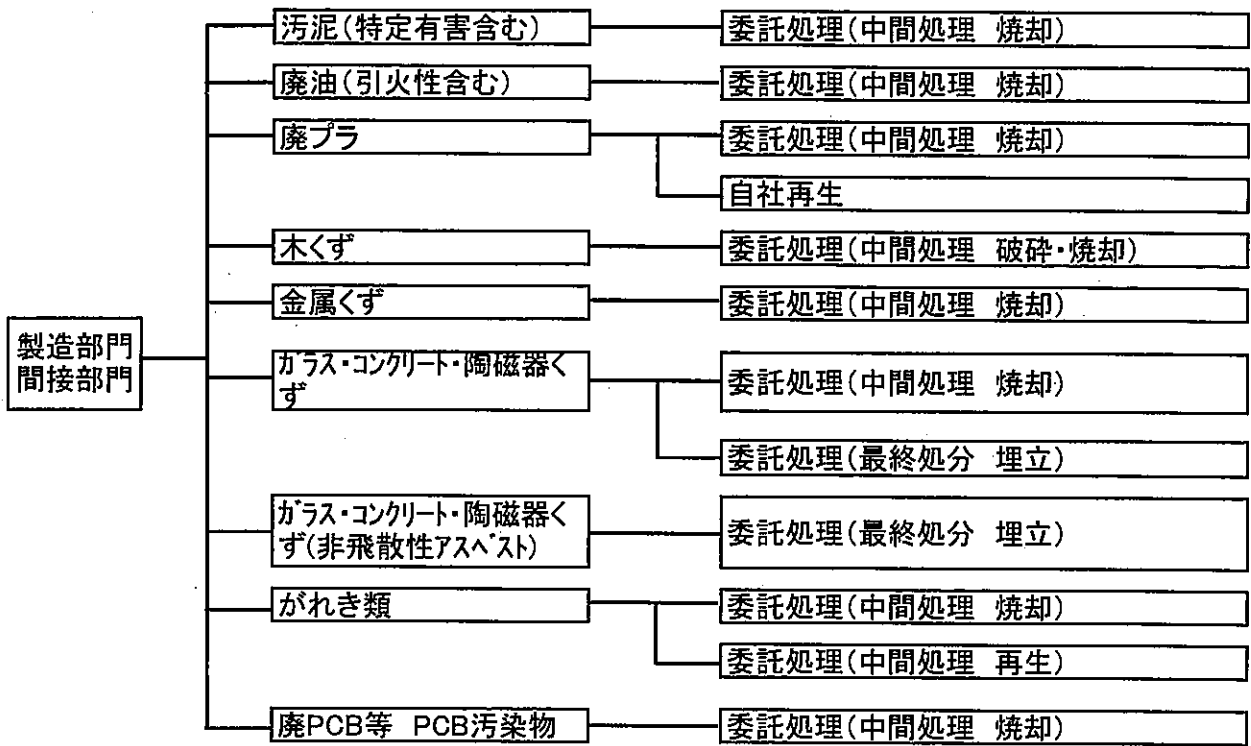 汚泥(特定有害含む)
委託処理(中間処理 焼却)
廃油(引火性含む)
委託処理(中間処理 焼却)
廃プラ
委託処理(中間処理 焼却)
自社再生
木くず
委託処理(中間処理 破砕・焼却)
金属くず
委託処理(中間処理 焼却)
製造部門
間接部門
ガラス・コンクリート・陶磁器く
ず
委託処理(中間処理 焼却)
委託処理(最終処分 埋立)
ガラス・コンクリート・陶磁器く
ず(非飛散性アスベスト)
委託処理(最終処分 埋立)
がれき類
委託処理(中間処理 焼却)
委託処理(中間処理 再生)
廃PCB等 PCB汚染物
委託処理(中間処理 焼却)